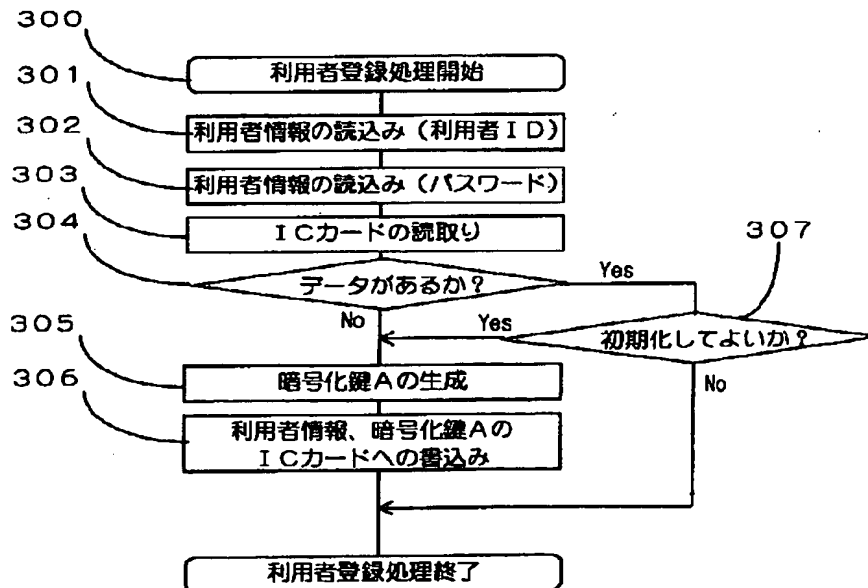 ３００
利用者登録処理開始
３０１
利用者情報の読込み（利用者ＩＤ）
３０２
利用者情報の読込み（パスワード）
３０３
ＩＣカードの読取り
３０４
データがあるか？
Yes
３０７
No
Yes
初期化してよいか？
３０５
暗号化鍵Ａの生成
No
３０６
利用者情報、暗号化鍵Ａの
ＩＣカードへの書込み
利用者登録処理終了